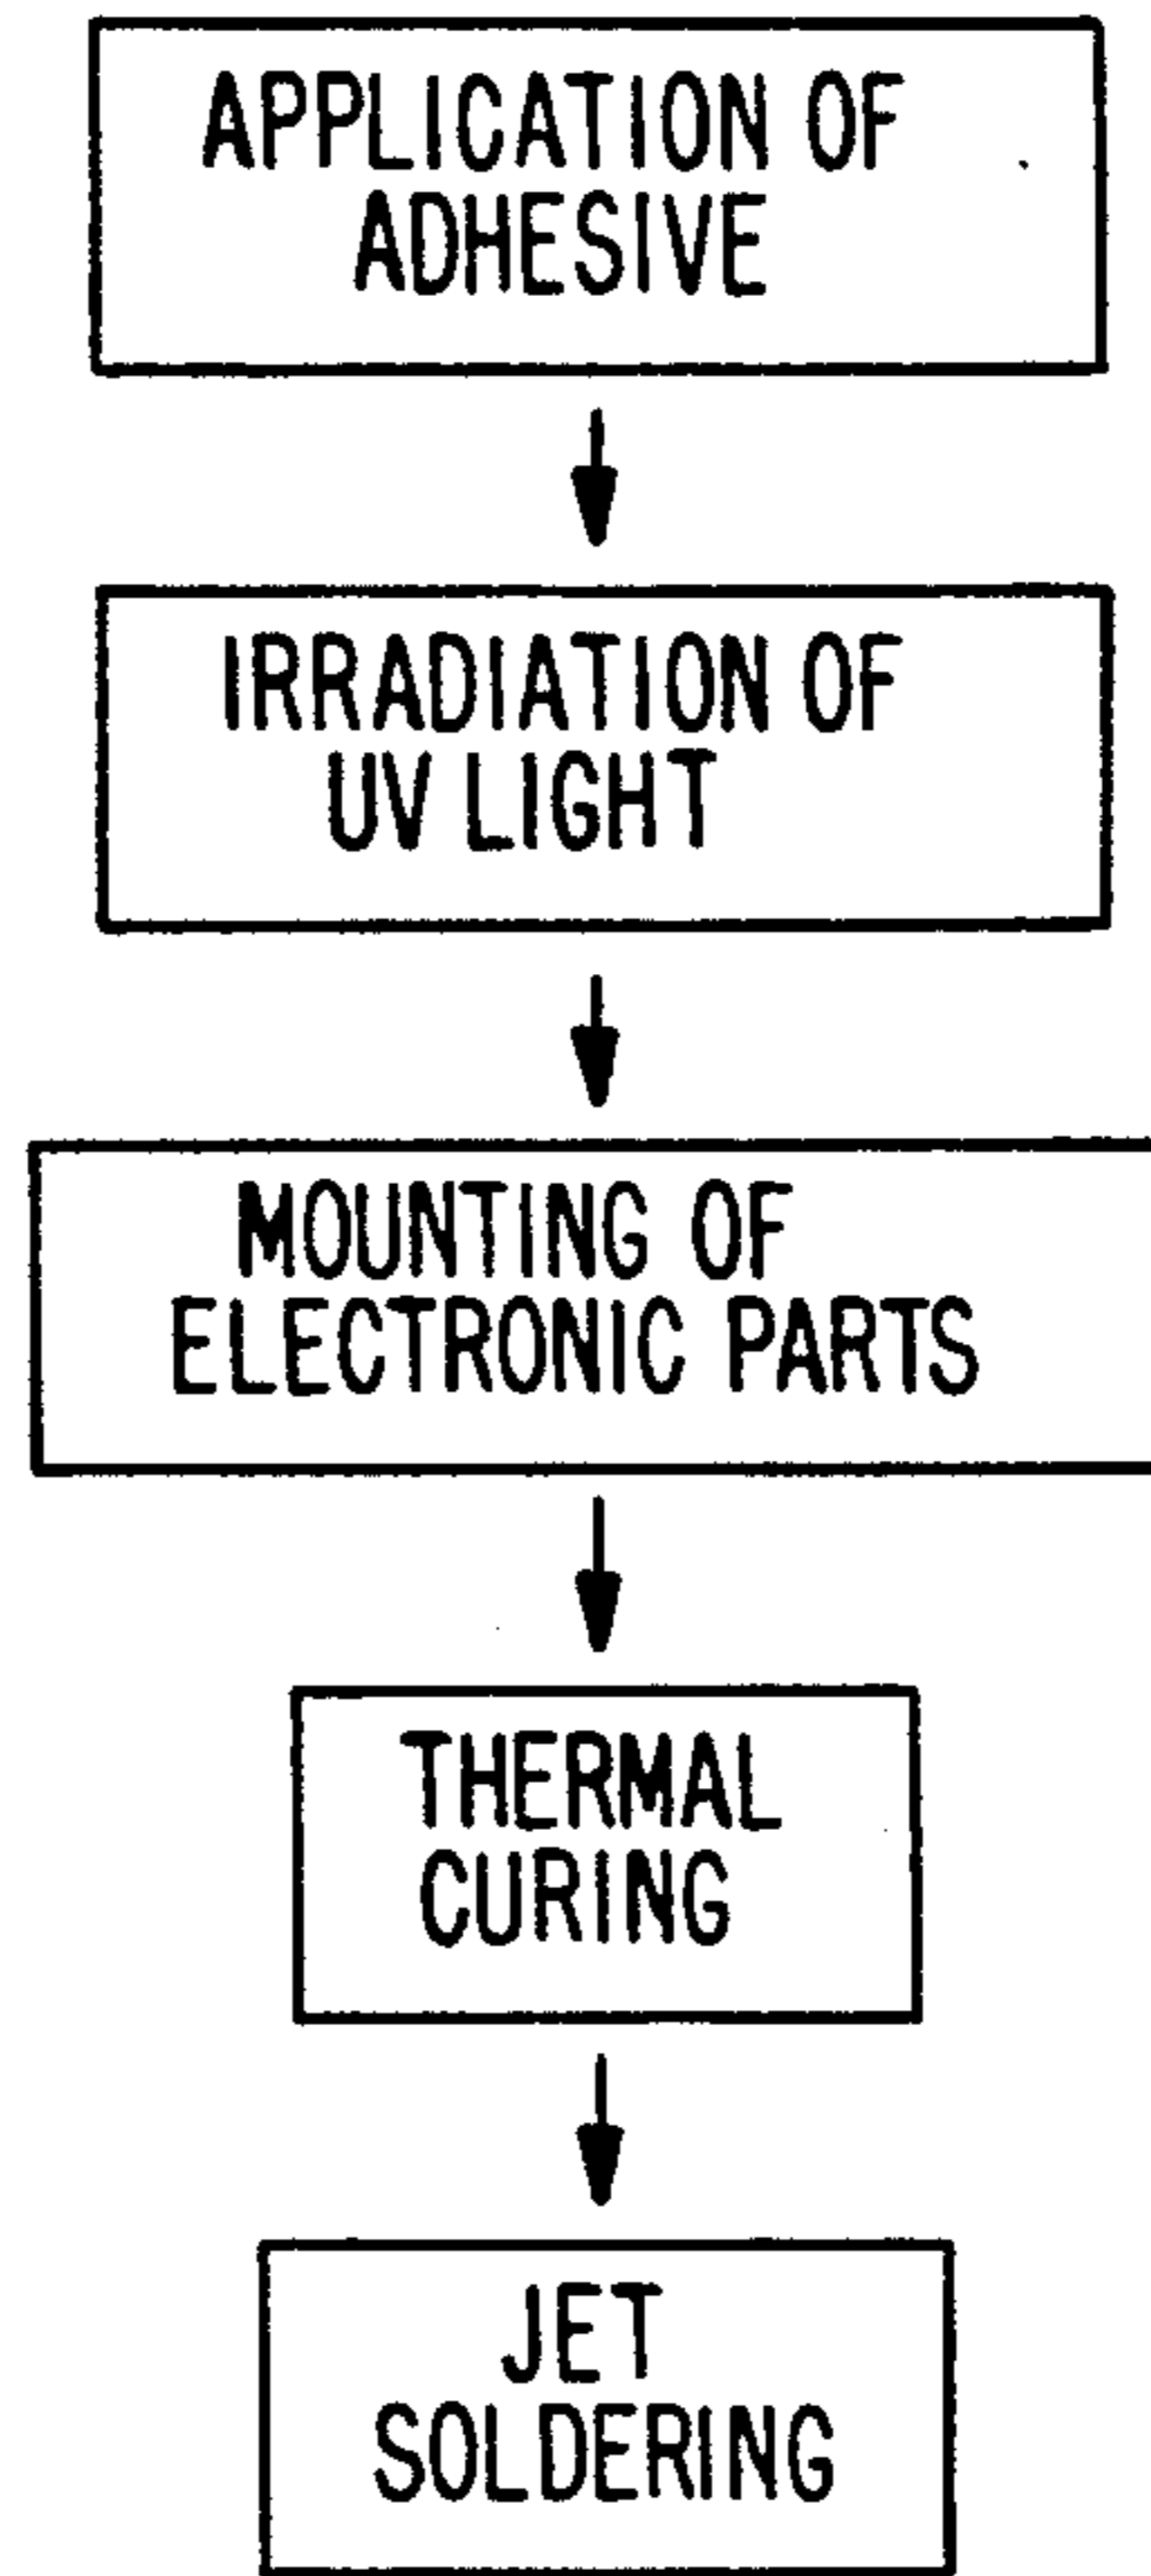 APPLICATION OF
ADHESIVE
IRRADIATION OF
UV LIGHT
MOUNTING OF
ELECTRONIC PARTS
THERMAL
CURING
JET
SOLDERING